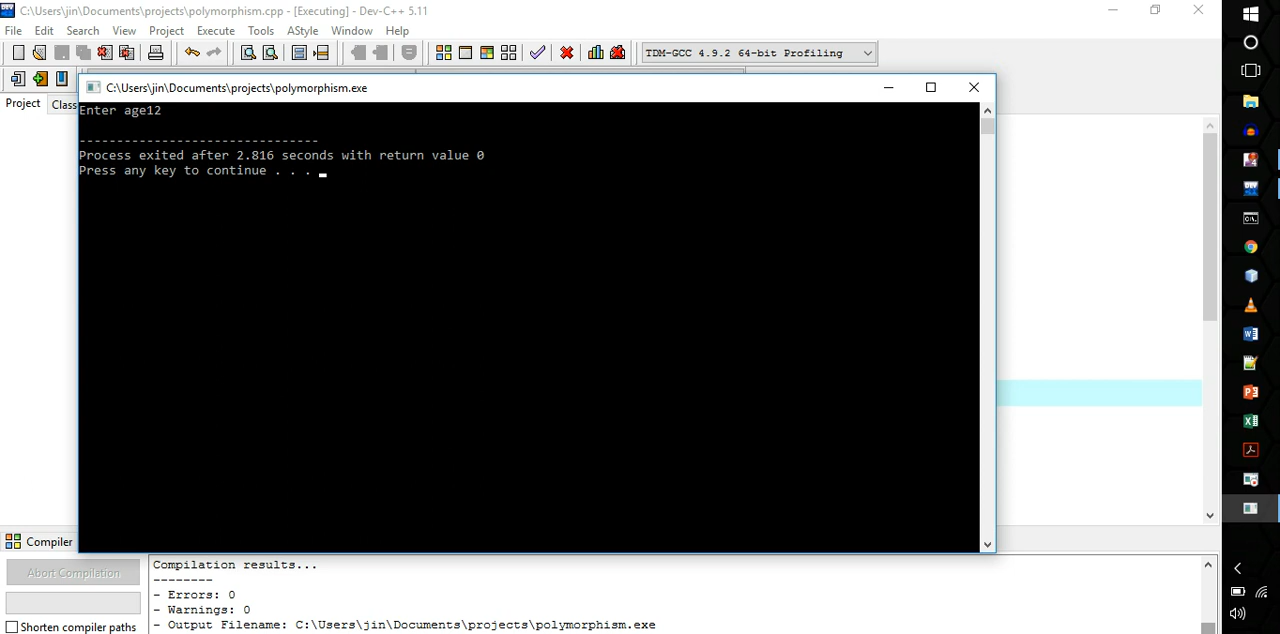 C:\Users\jin\Documents\projects\polymorphism.cpp - [Executing] - Dev-C++ 5.11
File Edit Search View Project Execute Tools AStyle Window Help
TDM-GCC 4.9.2 64-bit Profiling
C:\Users\jin\Documents\projects\polymorphism.exe
Project Class
Enter age12
--------------------------------
Process exited after 2.816 seconds with return value 0
Press any key to continue . . .
Compiler
Abort Compilation
Shorten compiler paths
Compilation results...
--------
- Errors: 0
- Warnings: 0
- Output Filename: C:\Users\jin\Documents\projects\polymorphism.exe